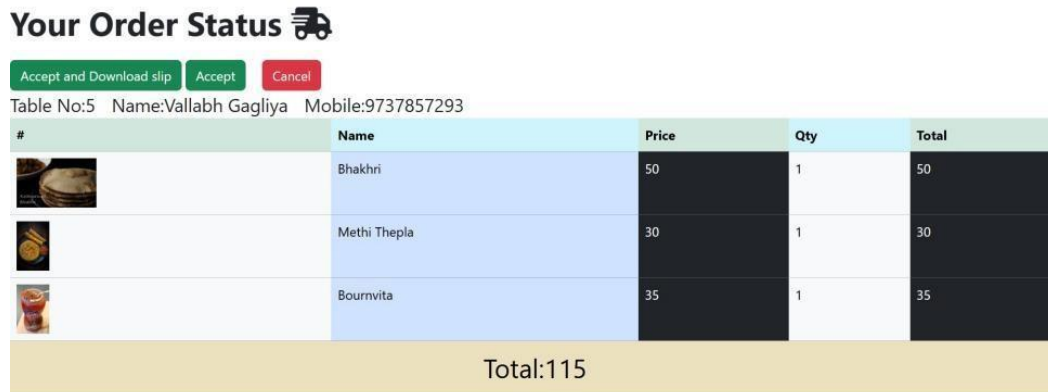 Your Order Status
Accept and Download slip Accept Cancel
Table No:5 Name:Vallabh Gagliya Mobile:9737857293
# Name Price Qty Total
Bhakhri 50 1 50
Methi Thepla 30 1 30
Bournvita 35 1 35
Total:115